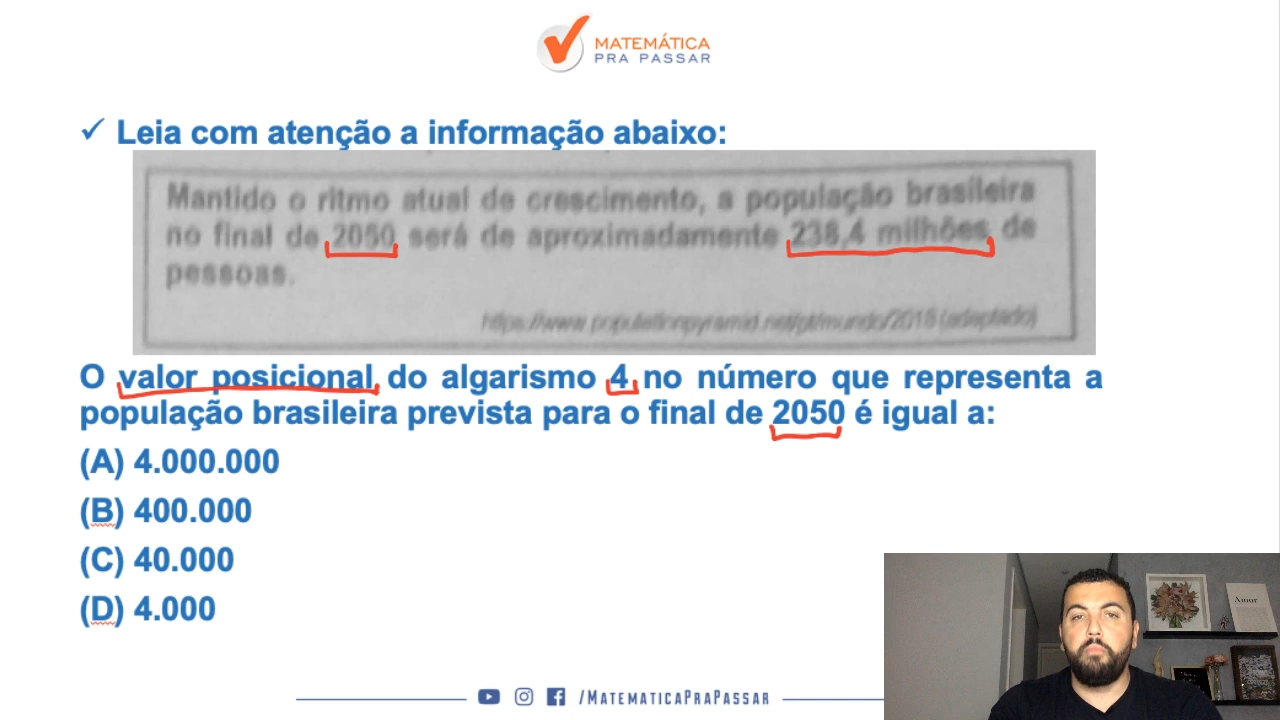 MATEMÁTICA
PRA PASSAR
✓ Leia com atenção a informação abaixo:
Mantido o ritmo atual de crescimento, a população brasileira
no final de 2050 será de aproximadamente 238,4 milhões de
pessoas.
https://www.populationpyramid.net/pt/mundo/2018 (adaptado)
O valor posicional do algarismo 4 no número que representa a
população brasileira prevista para o final de 2050 é igual a:
(A) 4.000.000
(B) 400.000
(C) 40.000
(D) 4.000
Amor
/MATEMATICAPRAPASSAR